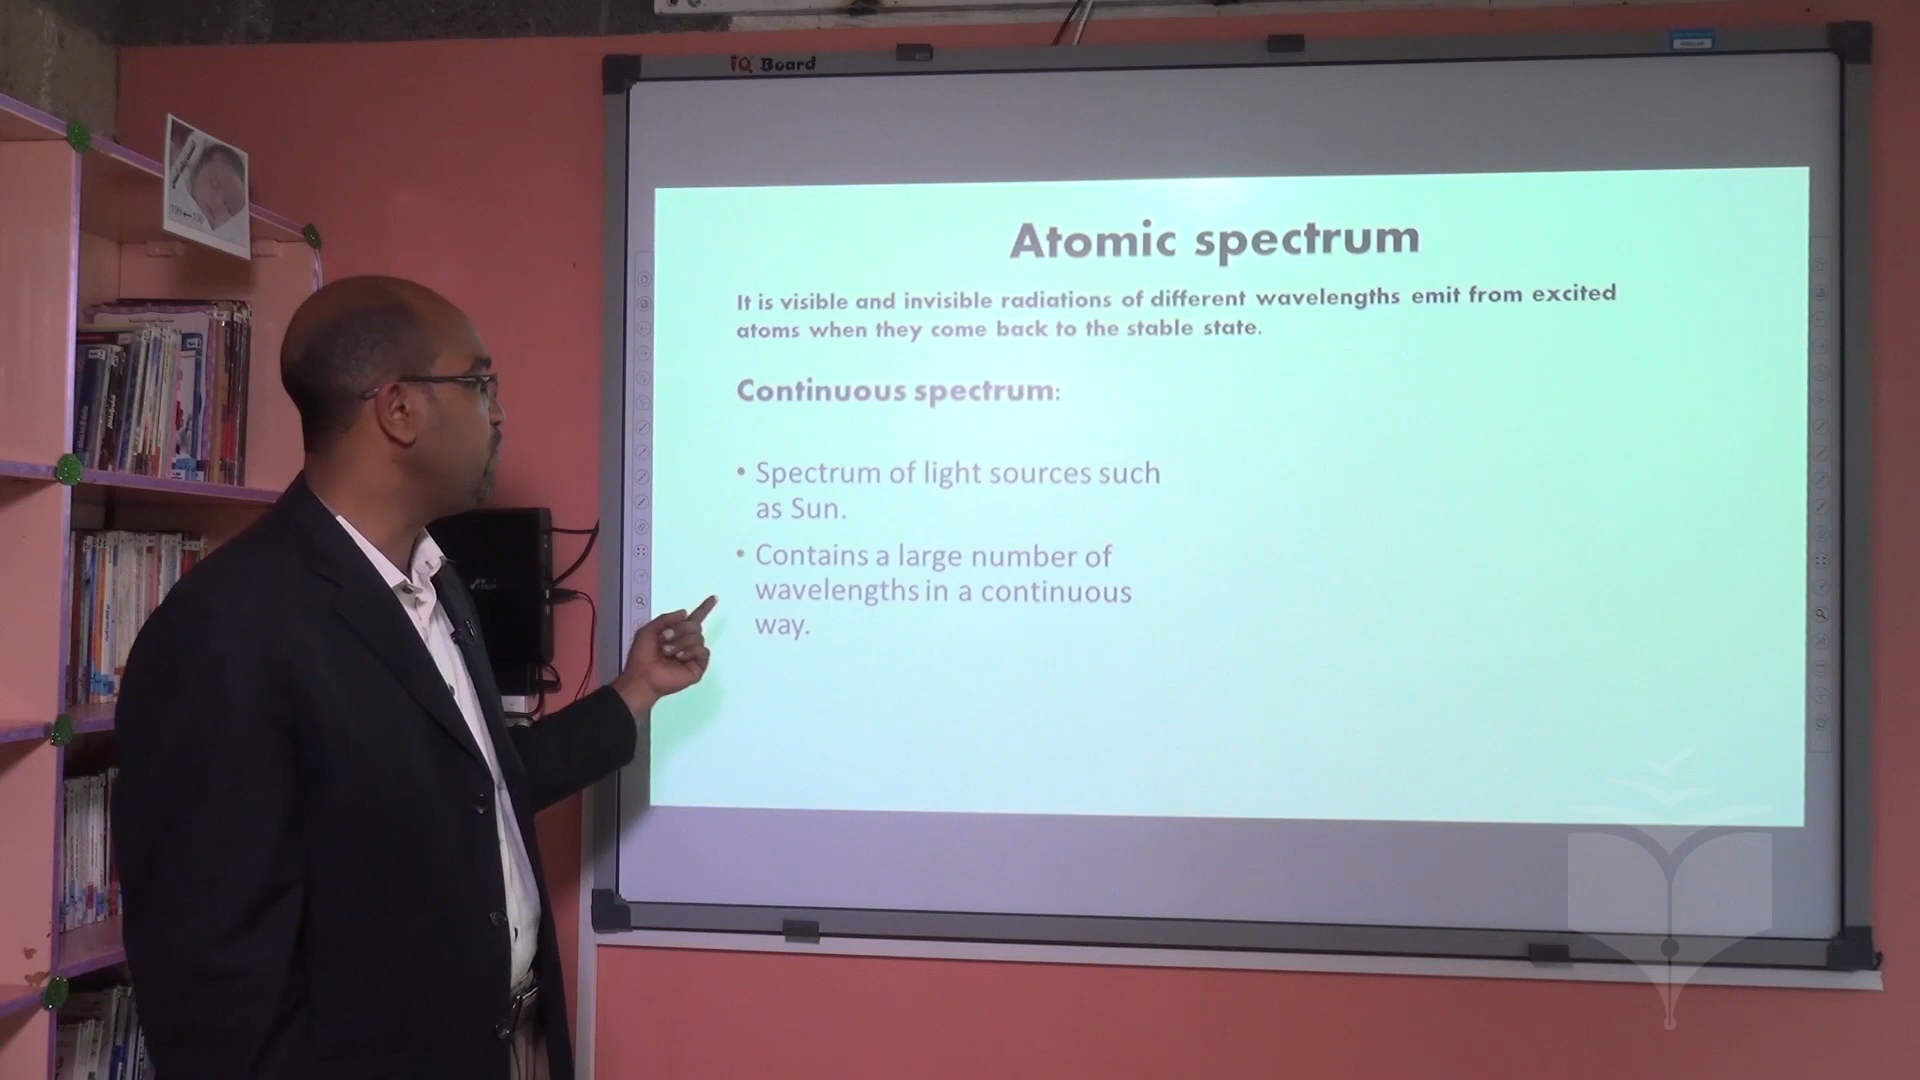 iQ Board
Atomic spectrum
It is visible and invisible radiations of different wavelengths emit from excited
atoms when they come back to the stable state.
Continuous spectrum:
• Spectrum of light sources such
as Sun.
• Contains a large number of
wavelengths in a continuous
way.